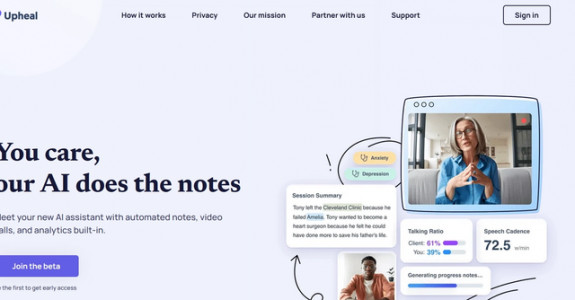 Upheal
How it works
Privacy
Our mission
Partner with us
Support
Sign in
You care,
our AI does the notes
Meet your new AI assistant with automated notes, video
calls, and analytics built-in.
Join the beta
the first to get early access
Anxiety
Depression
Session Summary
Tony left the Cleveland Clinic because he
failed Amelia. Tony wanted to become a
heart surgeon because he felt he could
have done more to save his father's life.
Talking Ratio
Client: 61%
You: 39%
Speech Cadence
72.5 w/min
Generating progress notes...